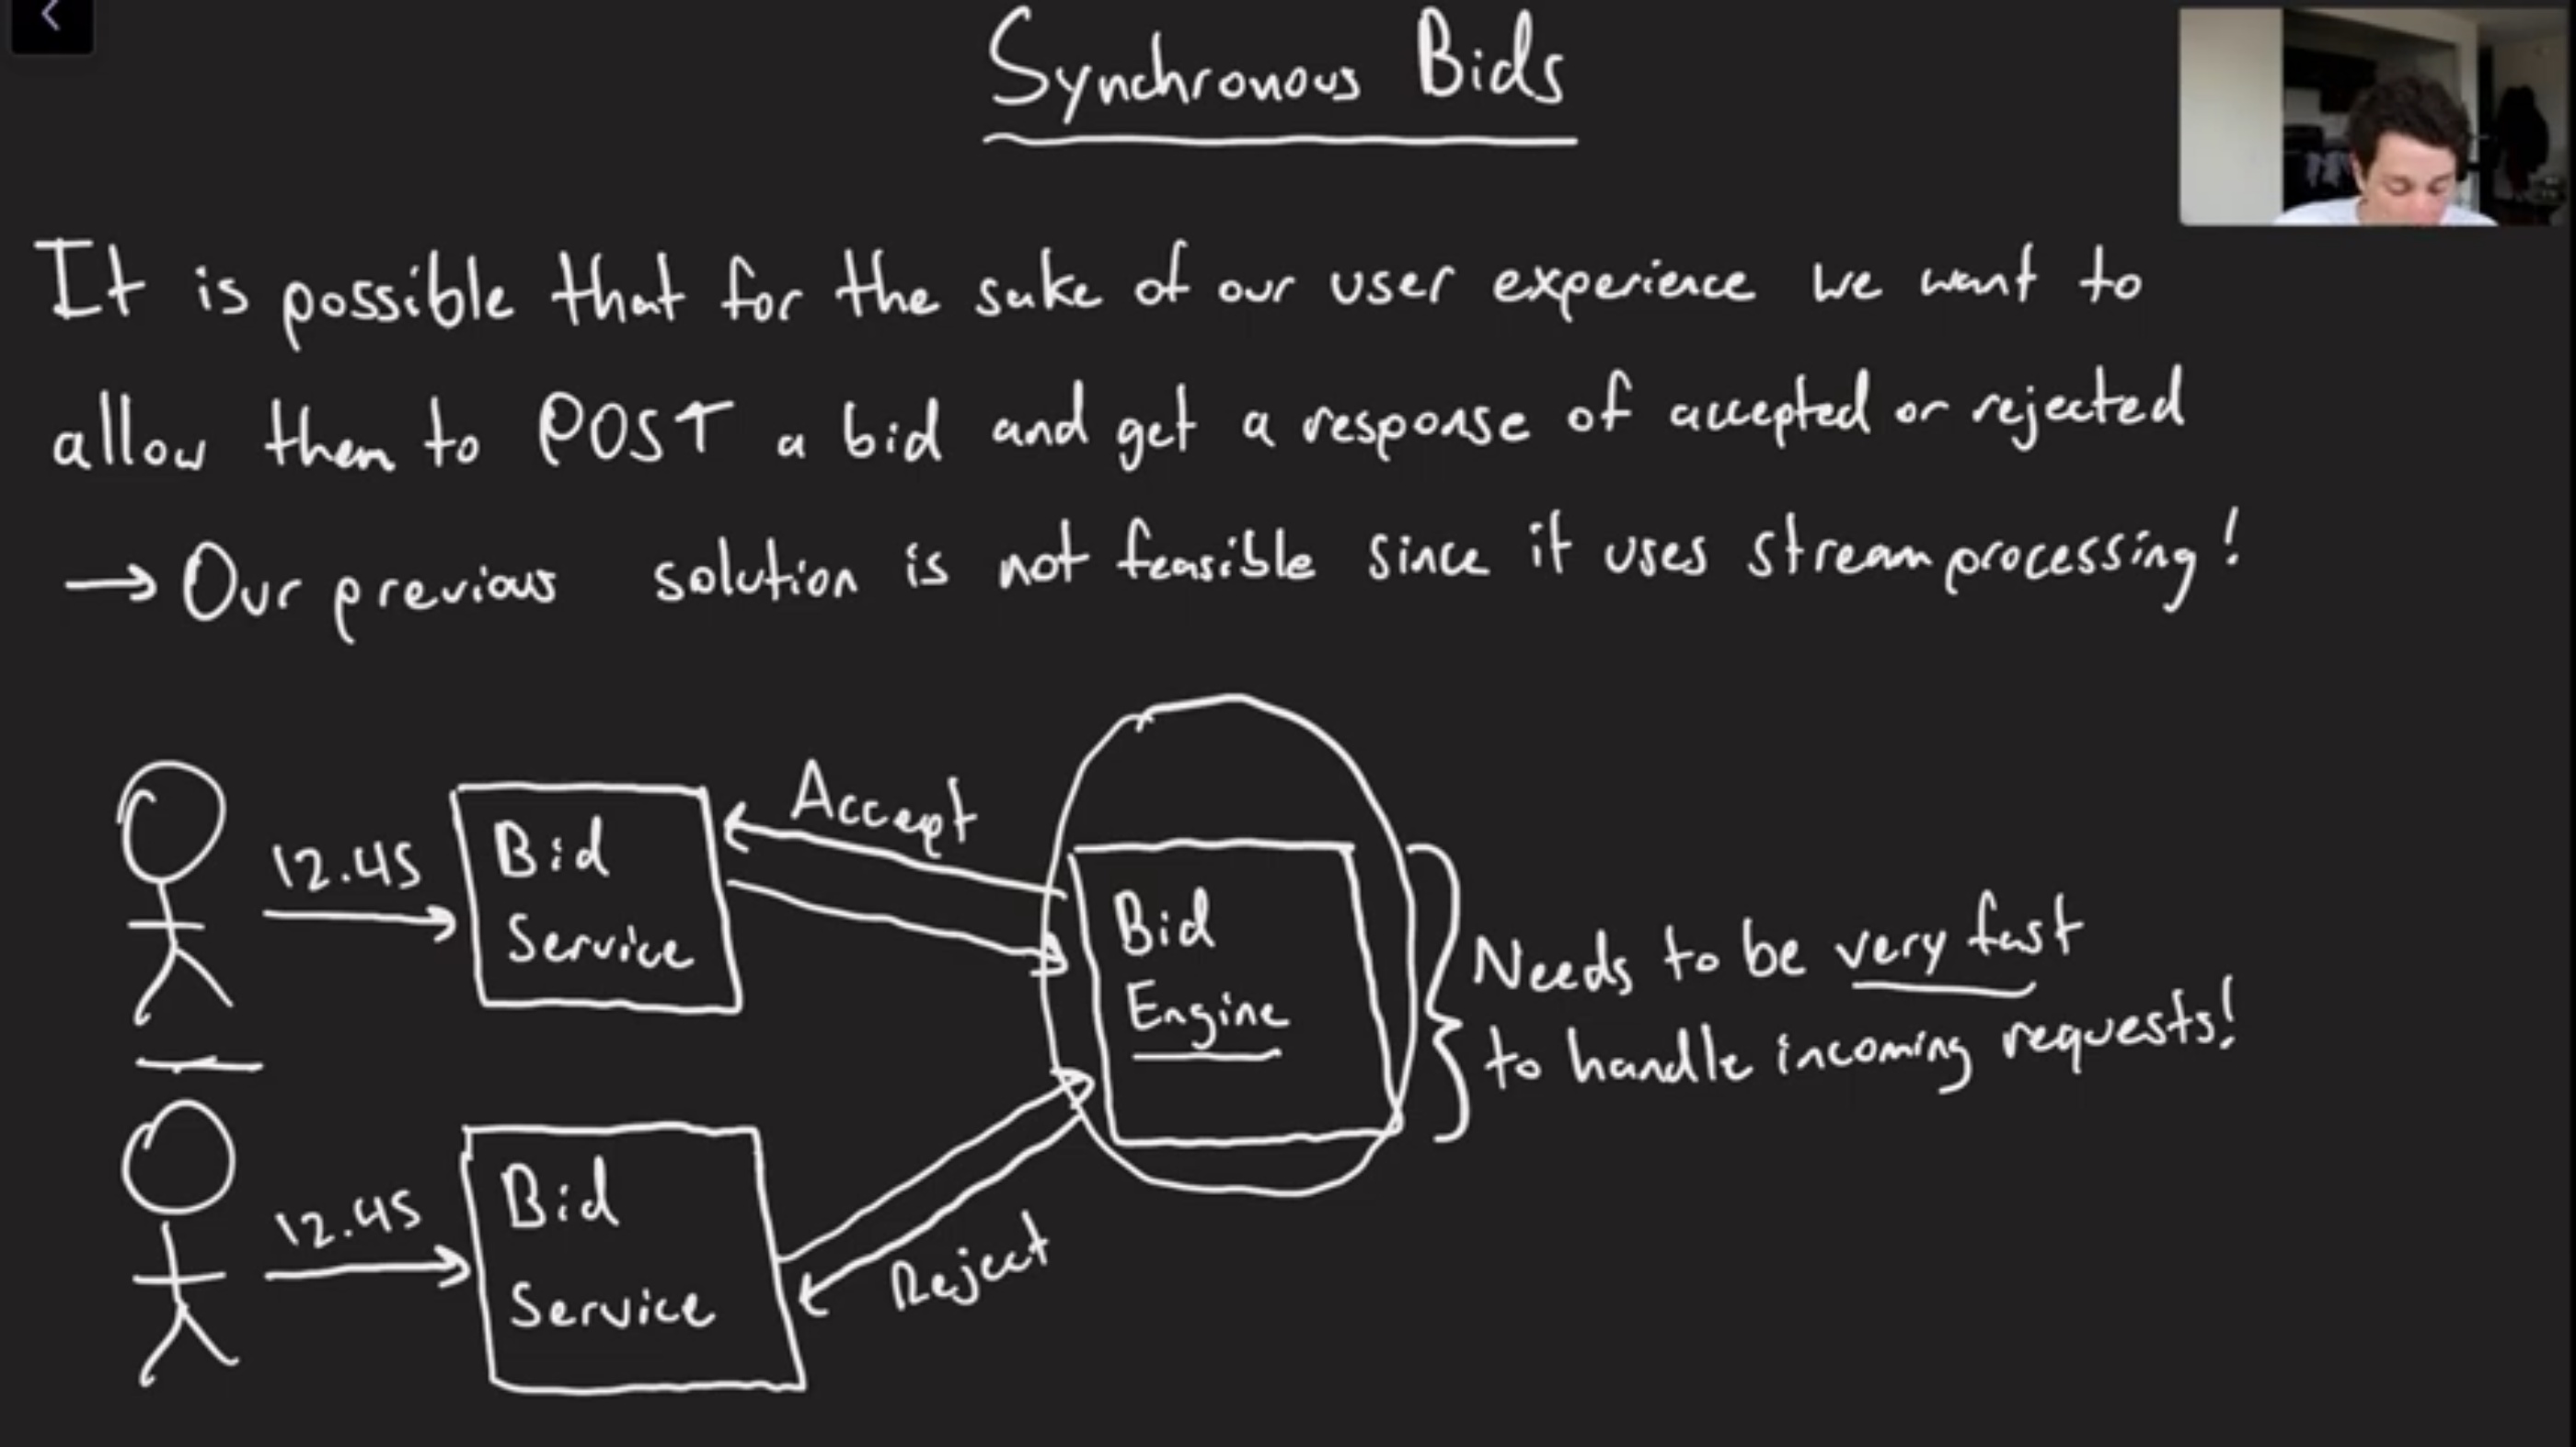 Synchronous Bids
It is possible that for the sake of our user experience we want to
allow them to POST a bid and get a response of accepted or rejected
→ Our previous solution is not feasible since it uses stream processing!
12.45
Bid
Service
Accept
Bid
Engine
Needs to be very fast
to handle incoming requests!
12.45
Bid
Service
Reject